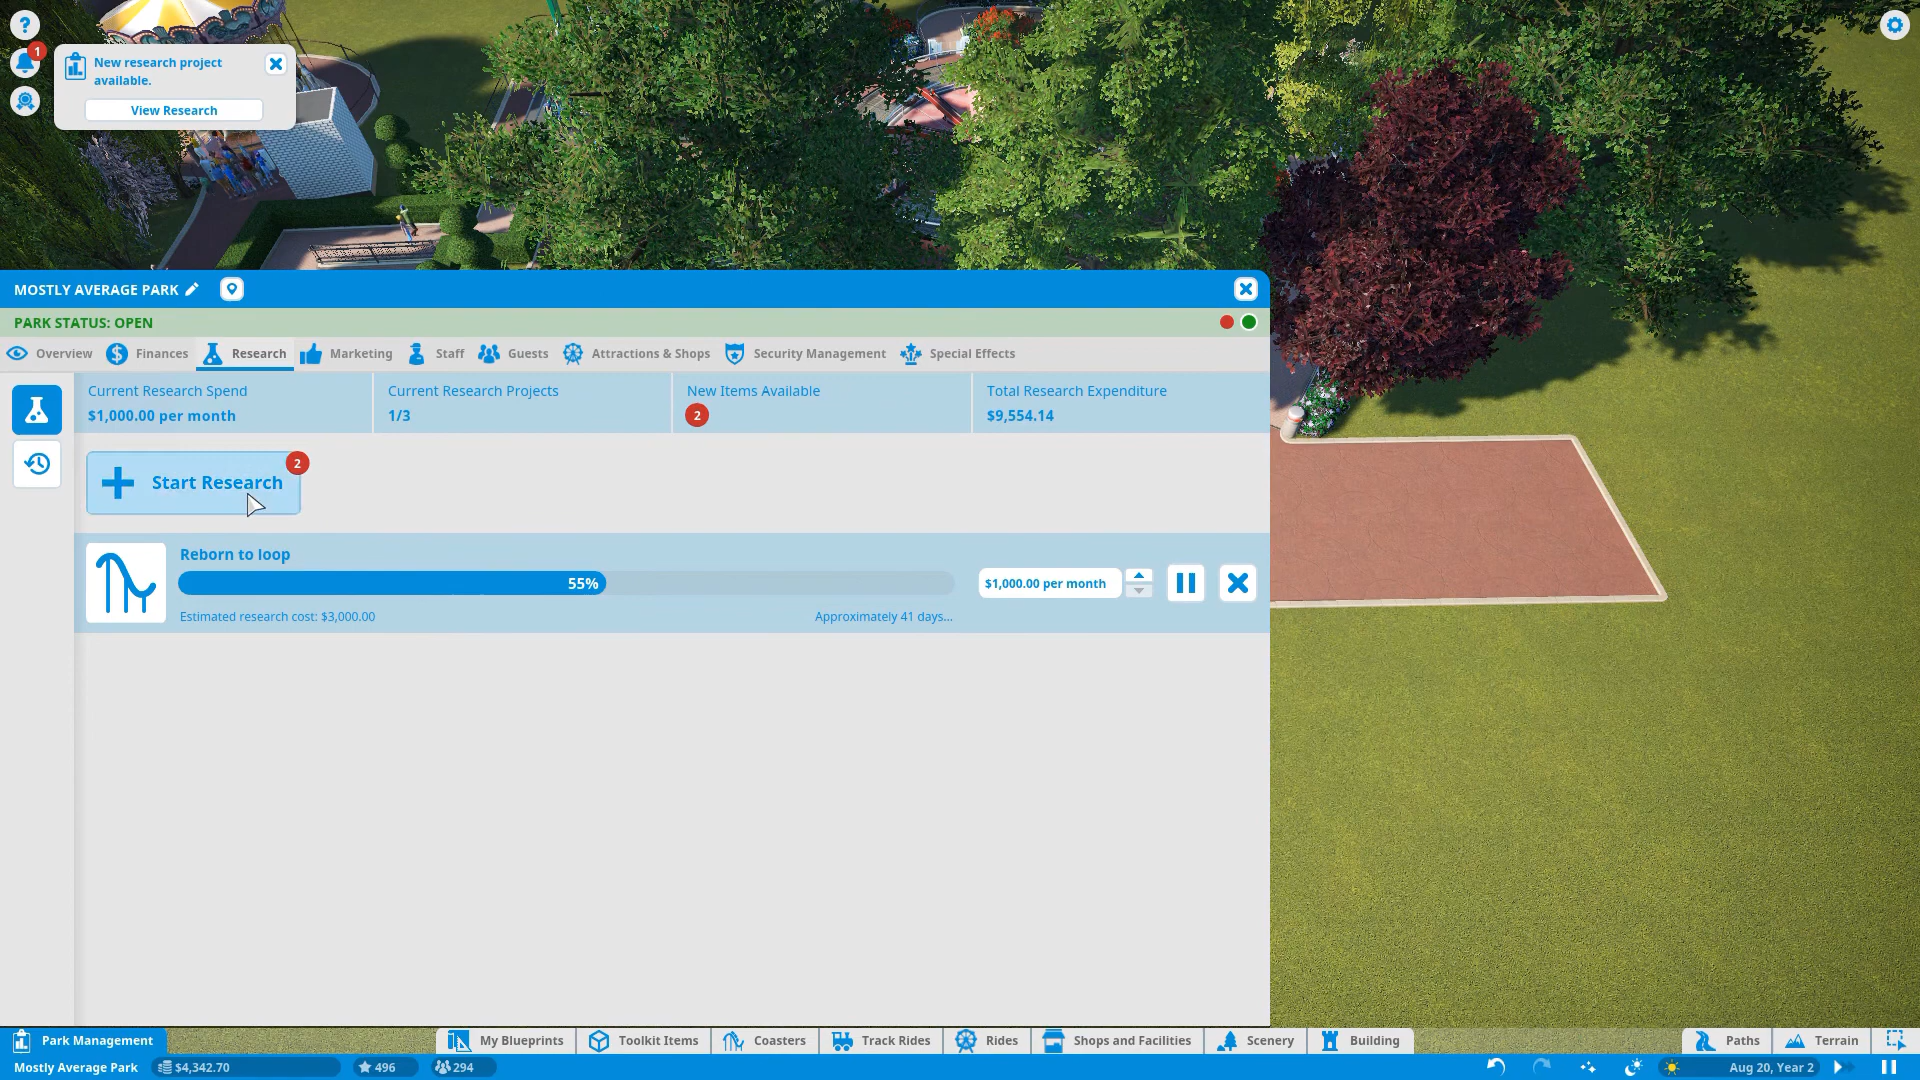 ?
1
New research project
available.
View Research
MOSTLY AVERAGE PARK
PARK STATUS: OPEN
Overview
Finances
Research
Marketing
Staff
Guests
Attractions & Shops
Security Management
Special Effects
Current Research Spend
$1,000.00 per month
Current Research Projects
1/3
New Items Available
2
Total Research Expenditure
$9,554.14
Start Research
2
Reborn to loop
55%
$1,000.00 per month
Estimated research cost: $3,000.00
Approximately 41 days...
Park Management
My Blueprints
Toolkit Items
Coasters
Track Rides
Rides
Shops and Facilities
Scenery
Building
Paths
Terrain
Mostly Average Park
$4,342.70
496
294
Aug 20, Year 2